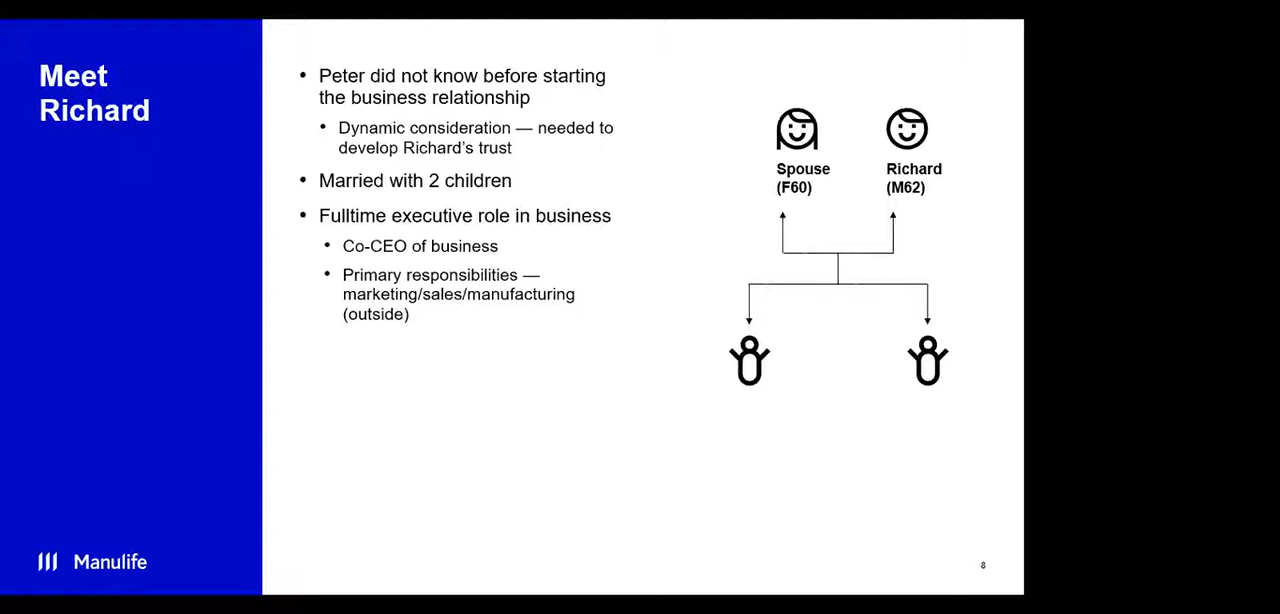 Meet
Richard
• Peter did not know before starting
the business relationship
• Dynamic consideration — needed to
develop Richard's trust
• Married with 2 children
• Fulltime executive role in business
• Co-CEO of business
• Primary responsibilities —
marketing/sales/manufacturing
(outside)
Spouse
(F60)
Richard
(M62)
Manulife
8